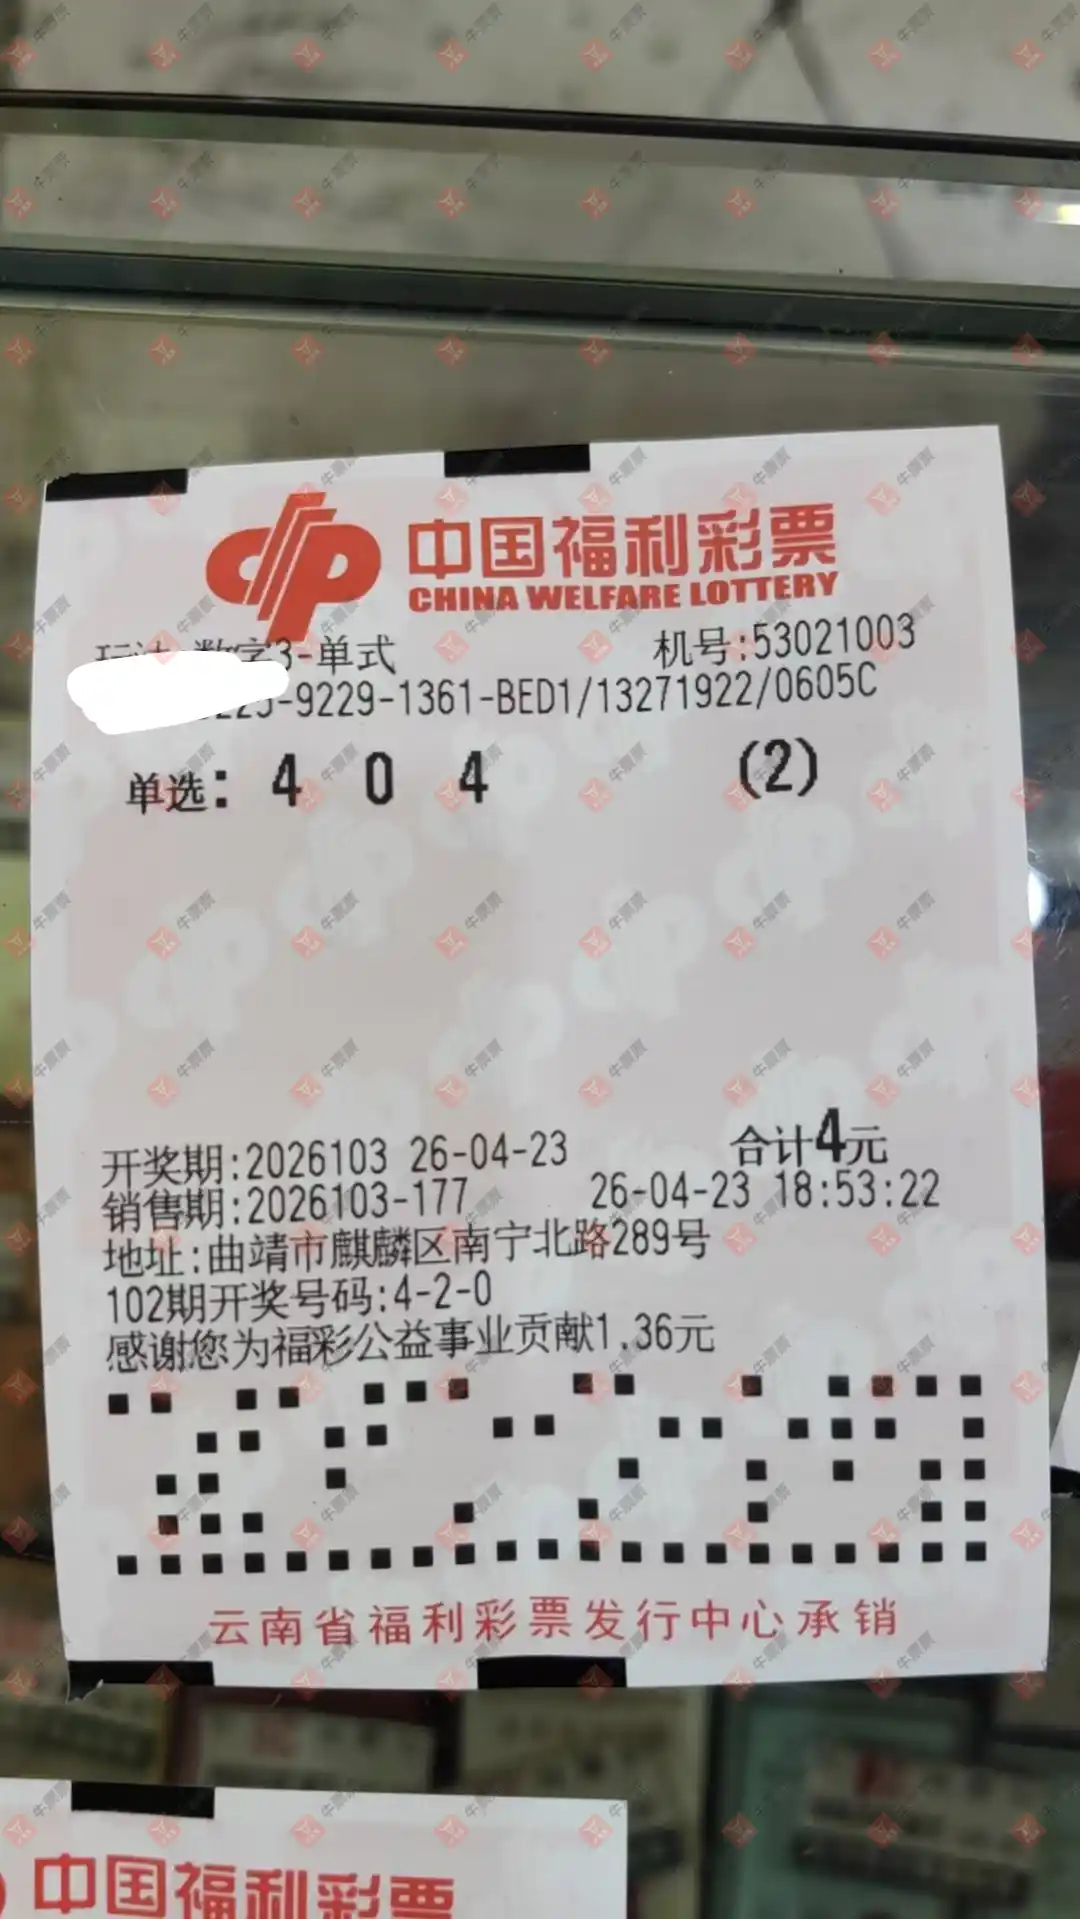 中国福利彩票
CHINA WELFARE LOTTERY
玩法 数字3-单式 机号:53021003
-9229-1361-BED1/13271922/0605C
单选: 4 0 4 (2)
开奖期:2026103 26-04-23 合计4元
销售期:2026103-177 26-04-23 18:53:22
地址:曲靖市麒麟区南宁北路289号
102期开奖号码:4-2-0
感谢您为福彩公益事业贡献1.36元
云南省福利彩票发行中心承销
中国福利彩票
牛票票